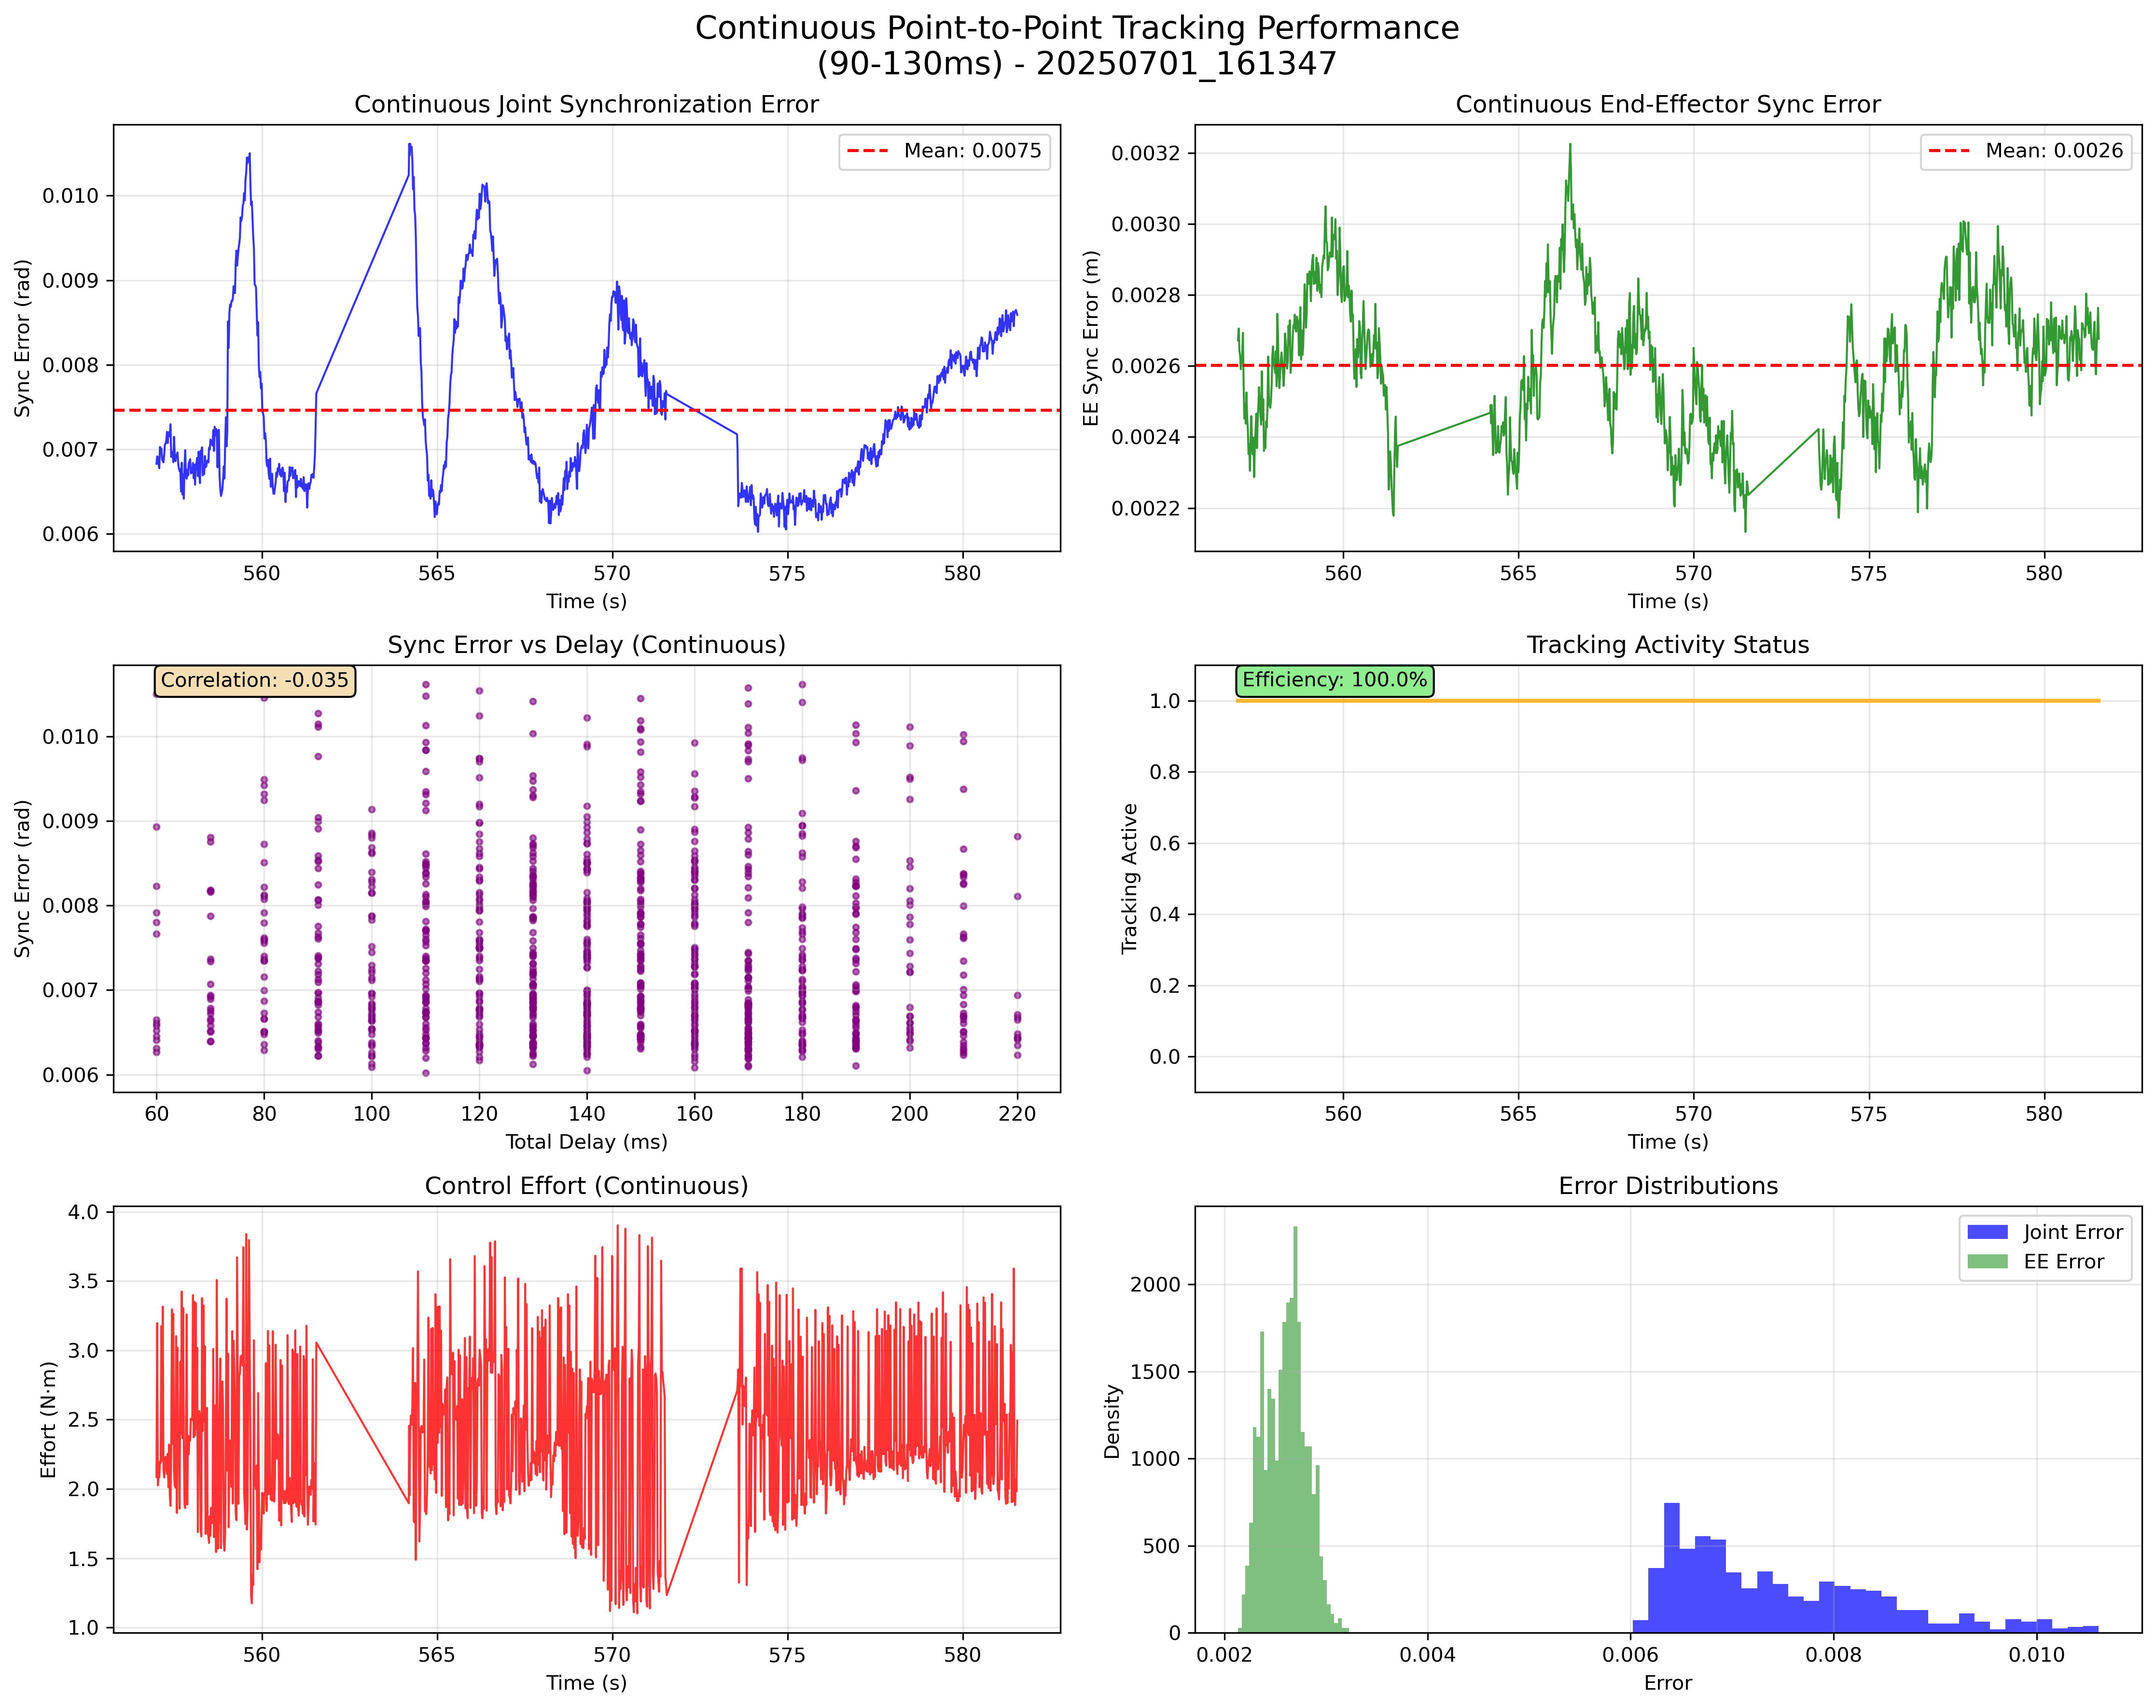 Continuous Point-to-Point Tracking Performance
(90-130ms) - 20250701_161347
Continuous Joint Synchronization Error
Sync Error (rad)
0.010
0.009
0.008
0.007
0.006
Mean: 0.0075
560
565
570
575
580
Time (s)
Continuous End-Effector Sync Error
EE Sync Error (m)
0.0032
0.0030
0.0028
0.0026
0.0024
0.0022
Mean: 0.0026
560
565
570
575
580
Time (s)
Sync Error vs Delay (Continuous)
Sync Error (rad)
Correlation: -0.035
0.010
0.009
0.008
0.007
0.006
60
80
100
120
140
160
180
200
220
Total Delay (ms)
Tracking Activity Status
Tracking Active
Efficiency: 100.0%
1.0
0.8
0.6
0.4
0.2
0.0
560
565
570
575
580
Time (s)
Control Effort (Continuous)
Effort (N·m)
4.0
3.5
3.0
2.5
2.0
1.5
1.0
560
565
570
575
580
Time (s)
Error Distributions
Density
Joint Error
EE Error
2000
1500
1000
500
0
0.002
0.004
0.006
0.008
0.010
Error